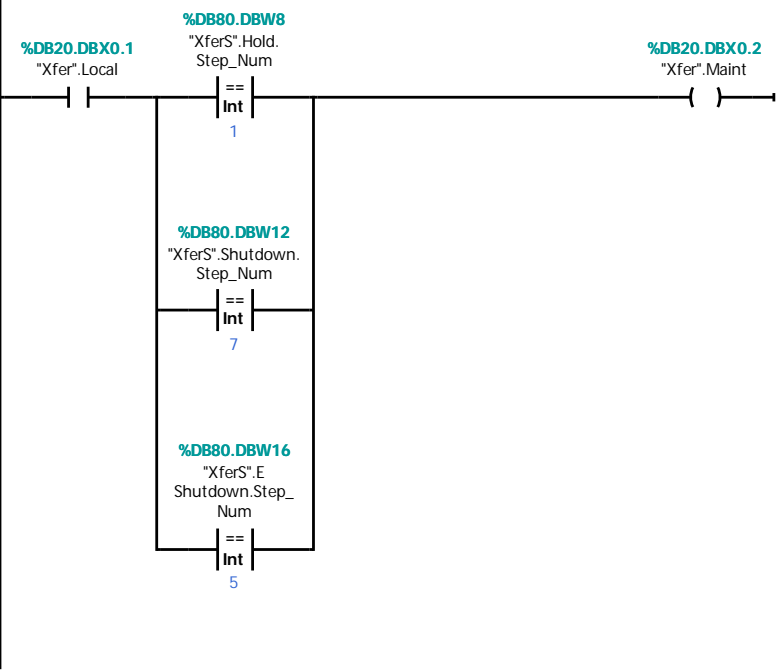 %DB80.DBW8
"XferS".Hold.
Step_Num
%DB20.DBX0.1
"Xfer".Local
==
Int
1
%DB20.DBX0.2
"Xfer".Maint
%DB80.DBW12
"XferS".Shutdown.
Step_Num
==
Int
7
%DB80.DBW16
"XferS".E
Shutdown.Step_
Num
==
Int
5